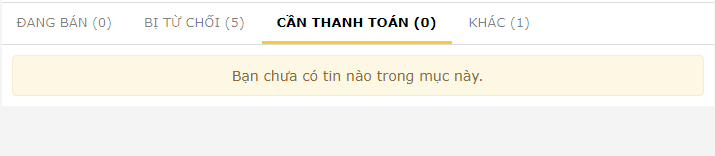 ĐANG BÁN (0) BỊ TỪ CHỐI (5) CẦN THANH TOÁN (0) KHÁC (1)
Bạn chưa có tin nào trong mục này.